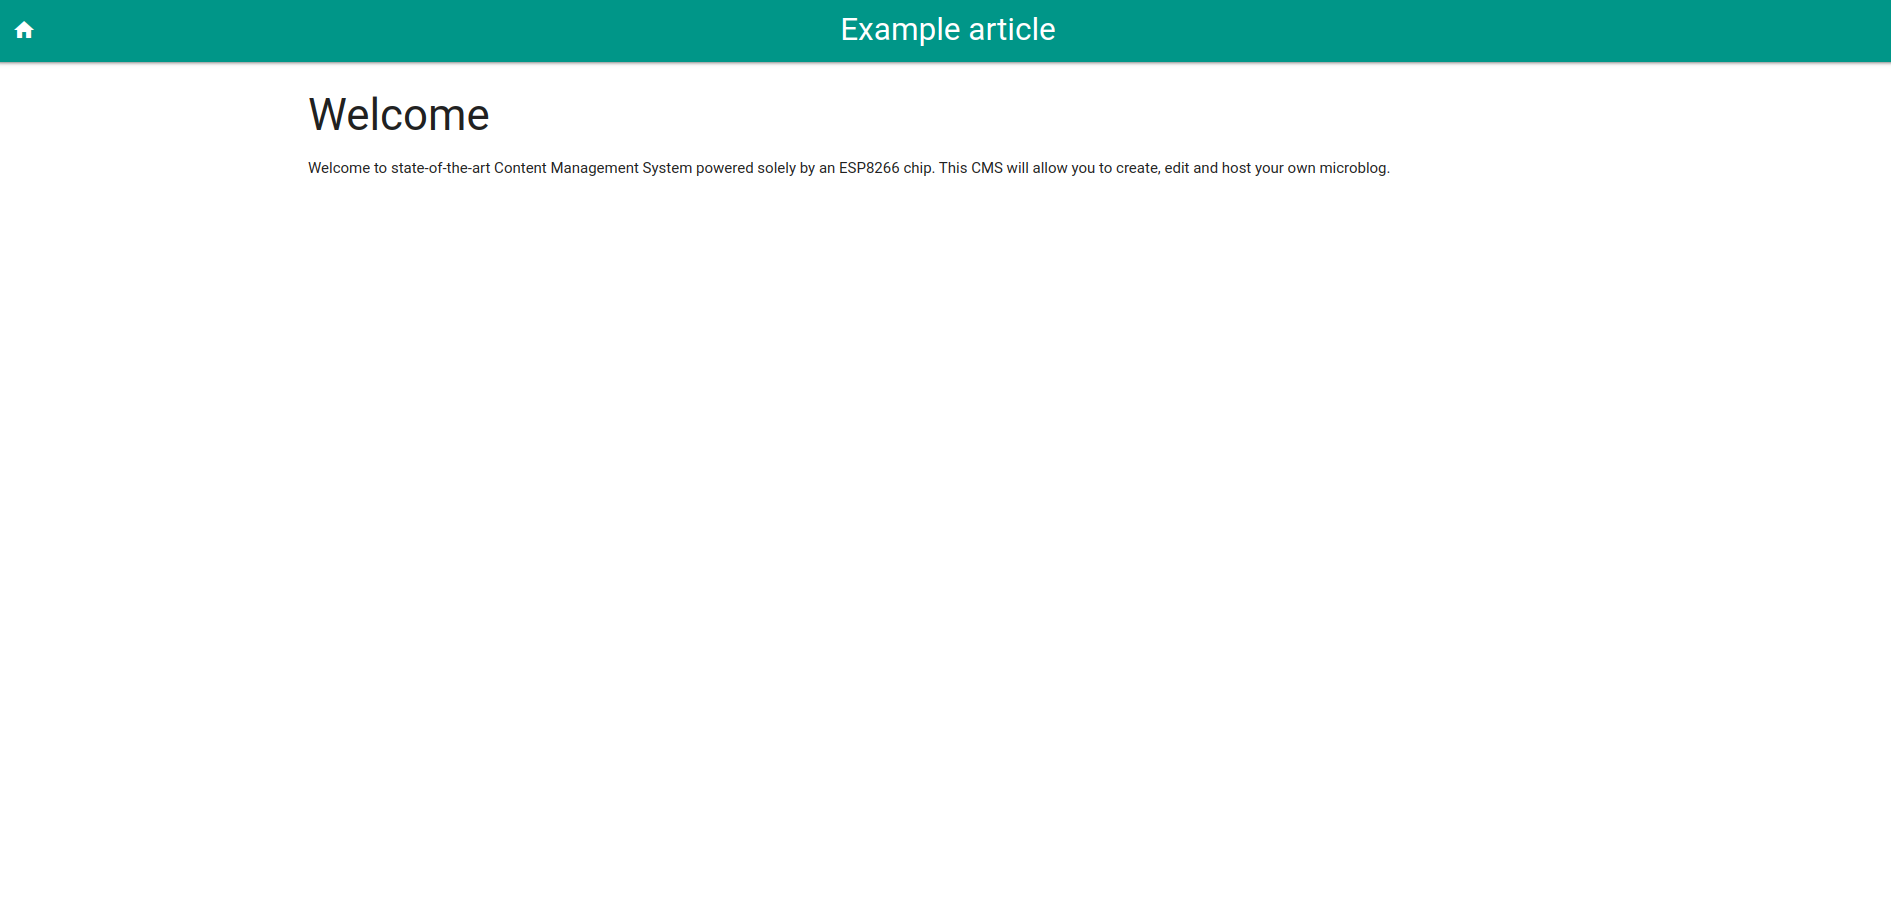 Example article
Welcome
Welcome to state-of-the-art Content Management System powered solely by an ESP8266 chip. This CMS will allow you to create, edit and host your own microblog.